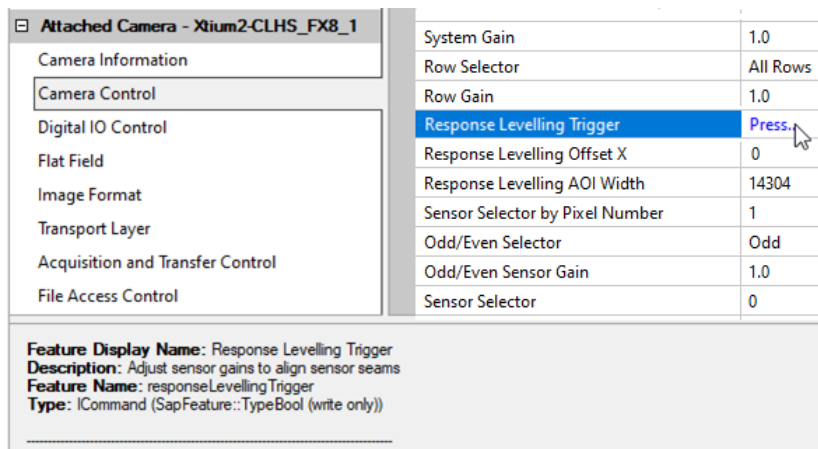 Attached Camera - Xtium2-CLHS_FX8_1
Camera Information
Camera Control
Digital IO Control
Flat Field
Image Format
Transport Layer
Acquisition and Transfer Control
File Access Control
System Gain 1.0
Row Selector All Rows
Row Gain 1.0
Response Levelling Trigger Press...
Response Levelling Offset X 0
Response Levelling AOI Width 14304
Sensor Selector by Pixel Number 1
Odd/Even Selector Odd
Odd/Even Sensor Gain 1.0
Sensor Selector 0
Feature Display Name: Response Levelling Trigger
Description: Adjust sensor gains to align sensor seams
Feature Name: responseLevellingTrigger
Type: ICommand (SapFeature::TypeBool (write only))